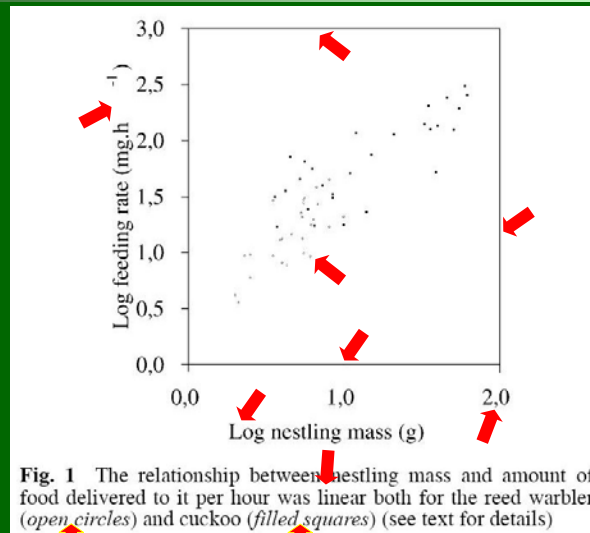 3,0
2,5
2,0
1,5
1,0
0,5
0,0
Log feeding rate (mg.h -1)
0,0 1,0 2,0
Log nestling mass (g)
Fig. 1 The relationship between nestling mass and amount of
food delivered to it per hour was linear both for the reed warbler
(open circles) and cuckoo (filled squares) (see text for details)